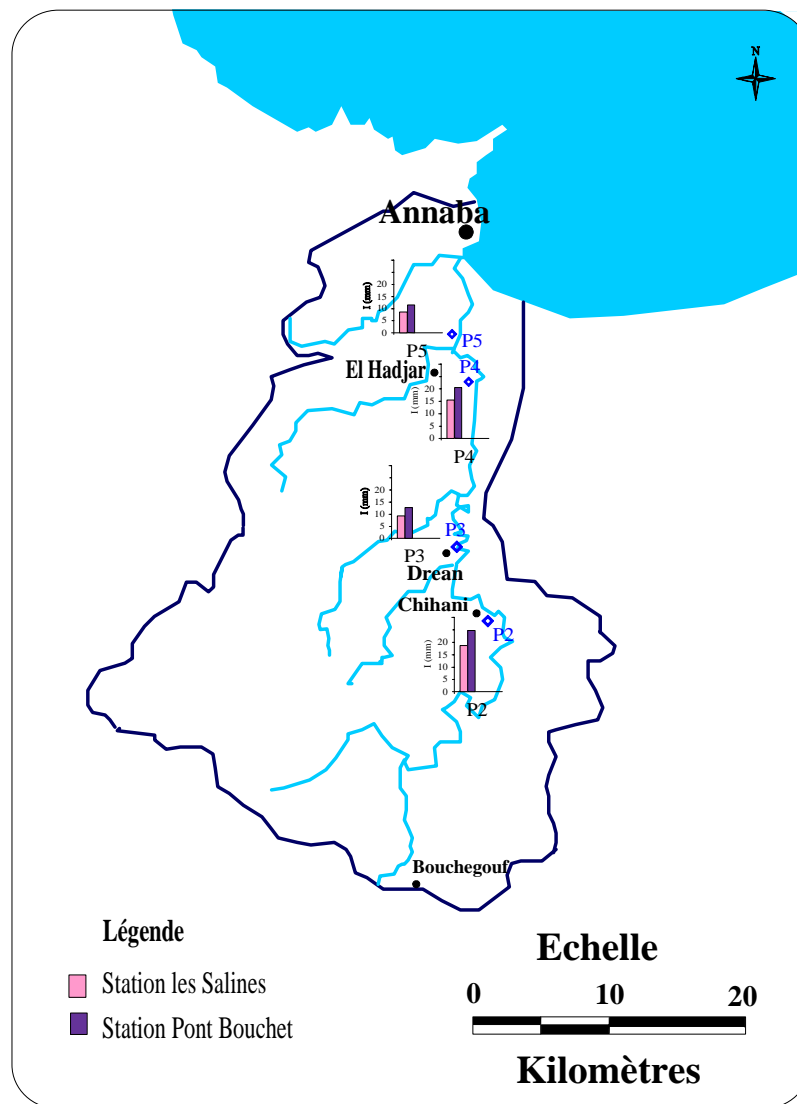 N
Annaba
I (mm)
20
15
10
5
0
P5
P5
El Hadjar
P4
I (mm)
20
15
10
5
0
P4
I (mm)
20
15
10
5
0
P3
P3
Drean
Chihani
P2
I (mm)
20
15
10
5
0
P2
Bouchegouf
Légende
Station les Salines
Station Pont Bouchet
Echelle
0 10 20
Kilomètres